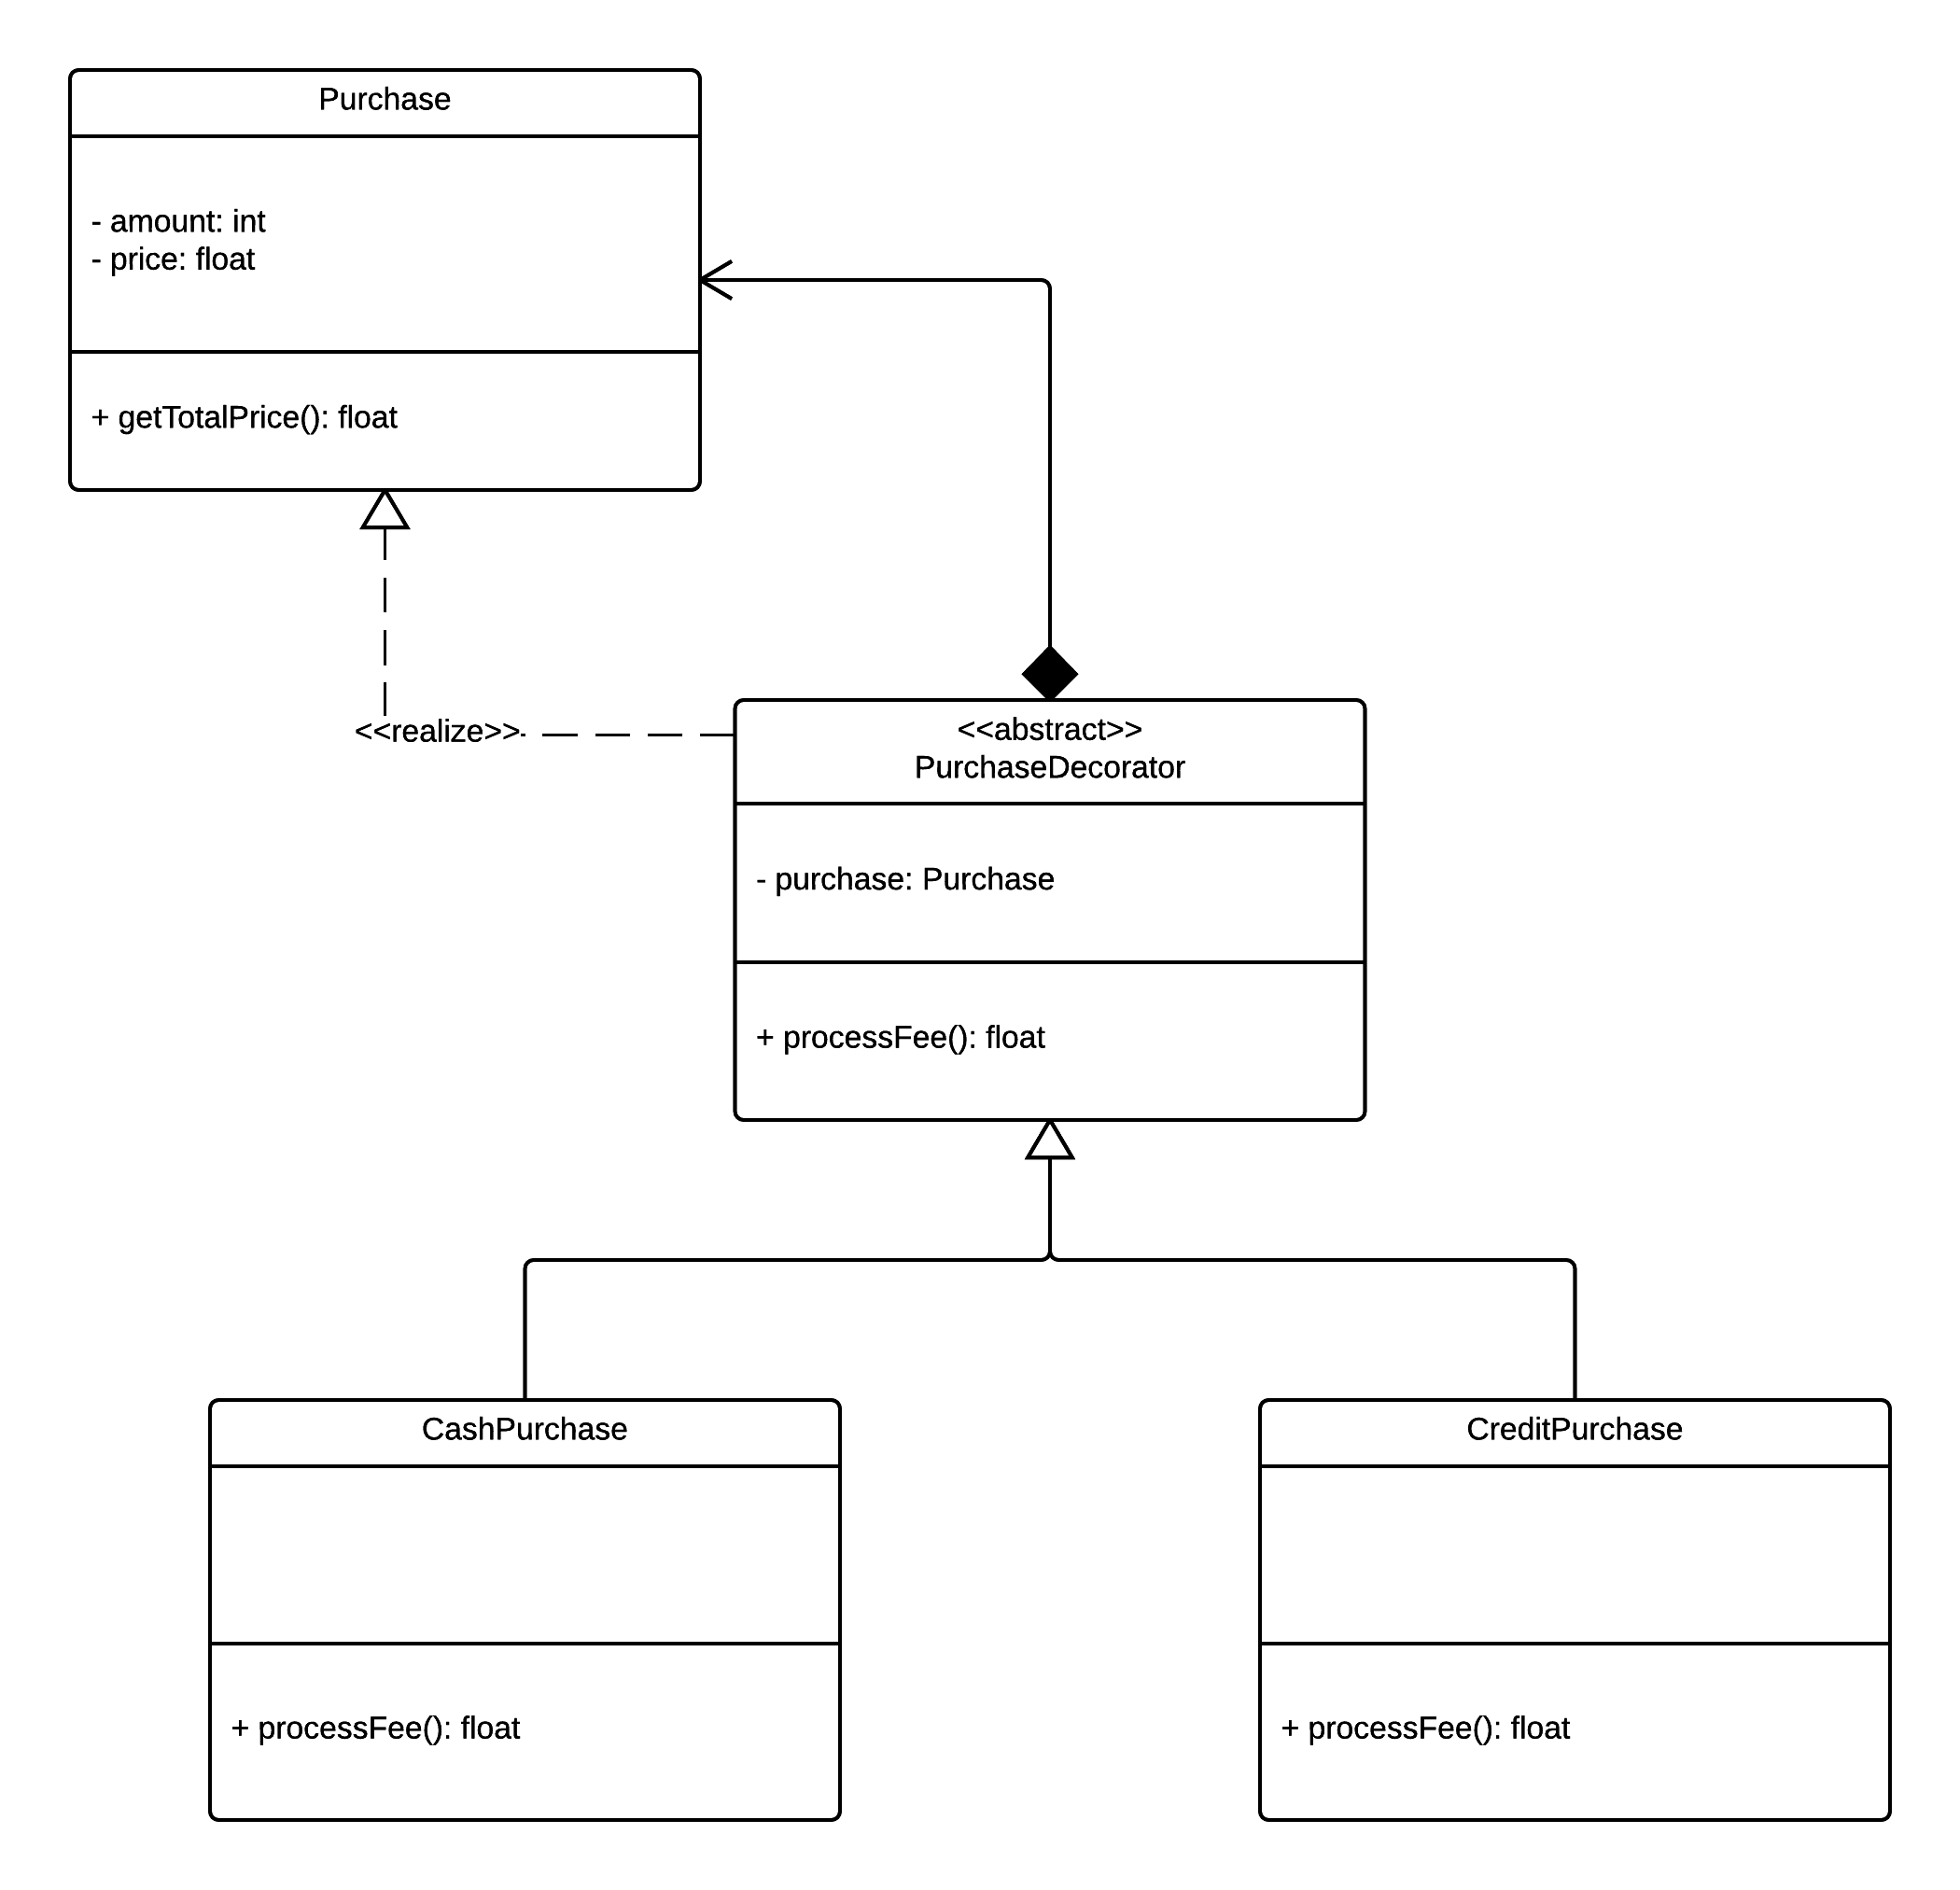 Purchase
- amount: int
- price: float
+ getTotalPrice(): float
<<realize>>
<<abstract>>
PurchaseDecorator
- purchase: Purchase
+ processFee(): float
CashPurchase
+ processFee(): float
CreditPurchase
+ processFee(): float